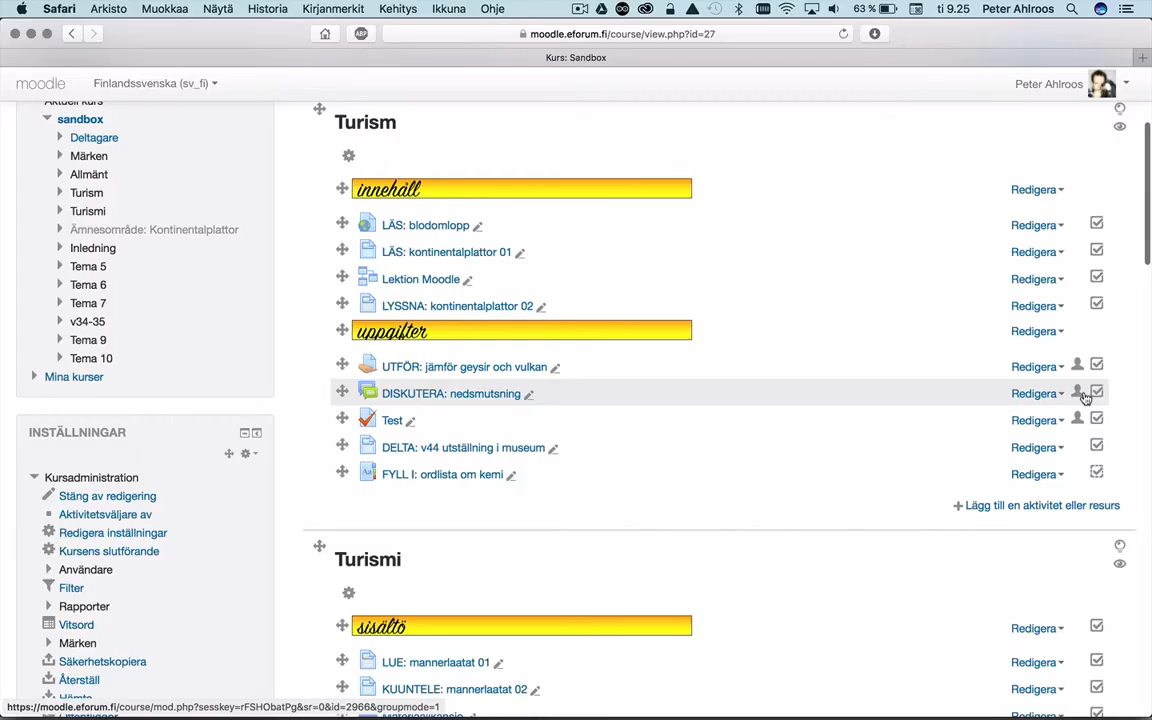 Safari Arkisto Muokkaa Näytä Historia Kirjanmerkit Kehitys Ikkuna Ohje 63 % ti 9.25 Peter Ahlroos
moodle.eforum.fi/course/view.php?id=27
Kurs: Sandbox
moodle Finlandssvenska (sv_fi) Peter Ahlroos
Aktuell kurs
sandbox
Deltagare
Märken
Allmänt
Turism
Turismi
Ämnesområde: Kontinentalplattor
Inledning
Tema 5
Tema 6
Tema 7
v34-35
Tema 9
Tema 10
Mina kurser
INSTÄLLNINGAR
Kursadministration
Stäng av redigering
Aktivitetsväljare av
Redigera inställningar
Kursens slutförande
Användare
Filter
Rapporter
Vitsord
Märken
Säkerhetskopiera
Återställ
Hämta
Turism
innehåll Redigera
LÄS: blodomlopp Redigera
LÄS: kontinentalplattor 01 Redigera
Lektion Moodle Redigera
LYSSNA: kontinentalplattor 02 Redigera
uppgifter Redigera
UTFÖR: jämför geysir och vulkan Redigera
DISKUTERA: nedsmutsning Redigera
Test Redigera
DELTA: v44 utställning i museum Redigera
FYLL I: ordlista om kemi Redigera
Lägg till en aktivitet eller resurs
Turismi
sisältö Redigera
LUE: mannerlaatat 01 Redigera
KUUNTELE: mannerlaatat 02 Redigera
https://moodle.eforum.fi/course/mod.php?sesskey=rFSHObatPg&sr=0&id=2966&groupmode=1